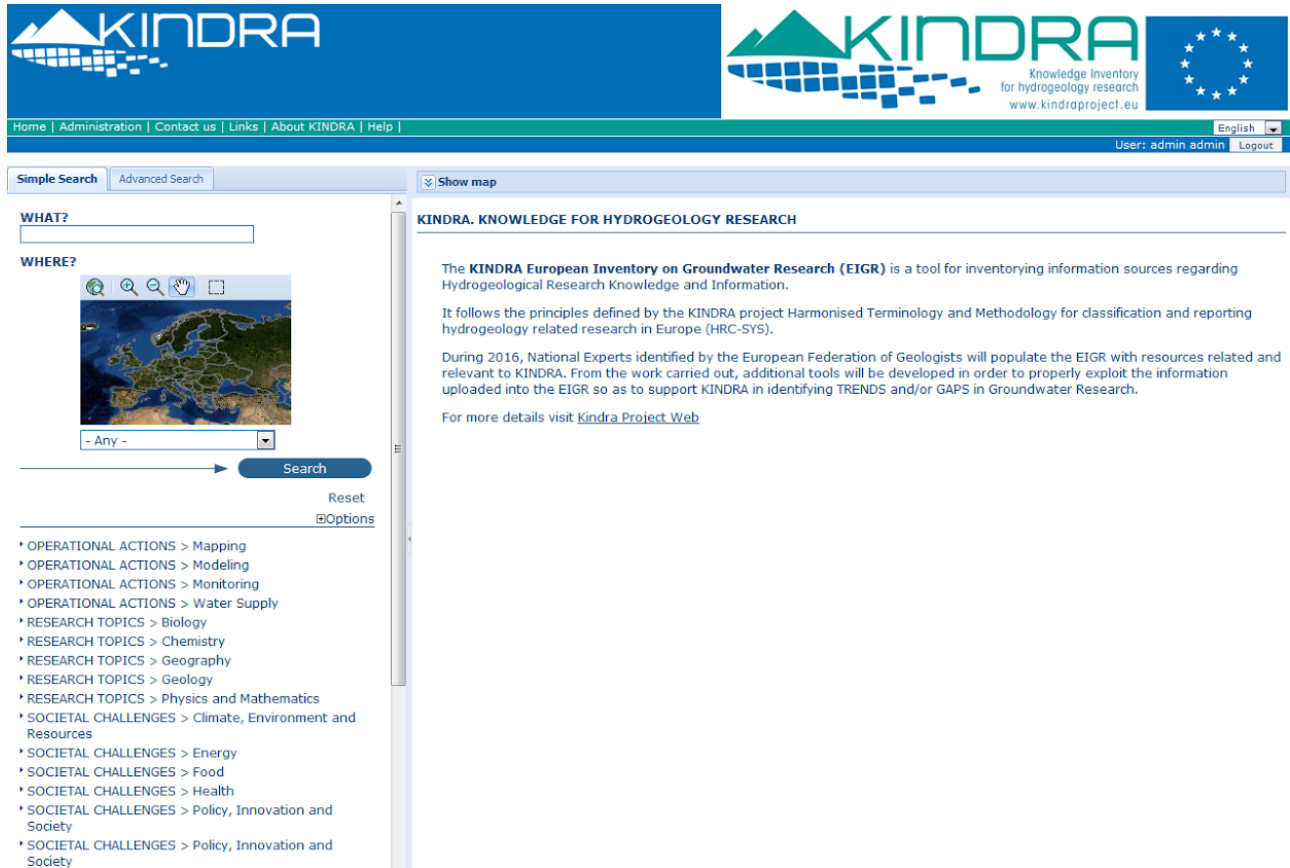 KINDRA
KINDRA
Knowledge Inventory
for hydrogeology research
www.kindraproject.eu
Home | Administration | Contact us | Links | About KINDRA | Help |
English
User: admin admin Logout
Simple Search
Advanced Search
Show map
WHAT?
WHERE?
- Any -
Search
Reset
Options
OPERATIONAL ACTIONS > Mapping
OPERATIONAL ACTIONS > Modeling
OPERATIONAL ACTIONS > Monitoring
OPERATIONAL ACTIONS > Water Supply
RESEARCH TOPICS > Biology
RESEARCH TOPICS > Chemistry
RESEARCH TOPICS > Geography
RESEARCH TOPICS > Geology
RESEARCH TOPICS > Physics and Mathematics
SOCIETAL CHALLENGES > Climate, Environment and
Resources
SOCIETAL CHALLENGES > Energy
SOCIETAL CHALLENGES > Food
SOCIETAL CHALLENGES > Health
SOCIETAL CHALLENGES > Policy, Innovation and
Society
SOCIETAL CHALLENGES > Policy, Innovation and
Society
KINDRA. KNOWLEDGE FOR HYDROGEOLOGY RESEARCH
The KINDRA European Inventory on Groundwater Research (EIGR) is a tool for inventorying information sources regarding
Hydrogeological Research Knowledge and Information.
It follows the principles defined by the KINDRA project Harmonised Terminology and Methodology for classification and reporting
hydrogeology related research in Europe (HRC-SYS).
During 2016, National Experts identified by the European Federation of Geologists will populate the EIGR with resources related and
relevant to KINDRA. From the work carried out, additional tools will be developed in order to properly exploit the information
uploaded into the EIGR so as to support KINDRA in identifying TRENDS and/or GAPS in Groundwater Research.
For more details visit Kindra Project Web